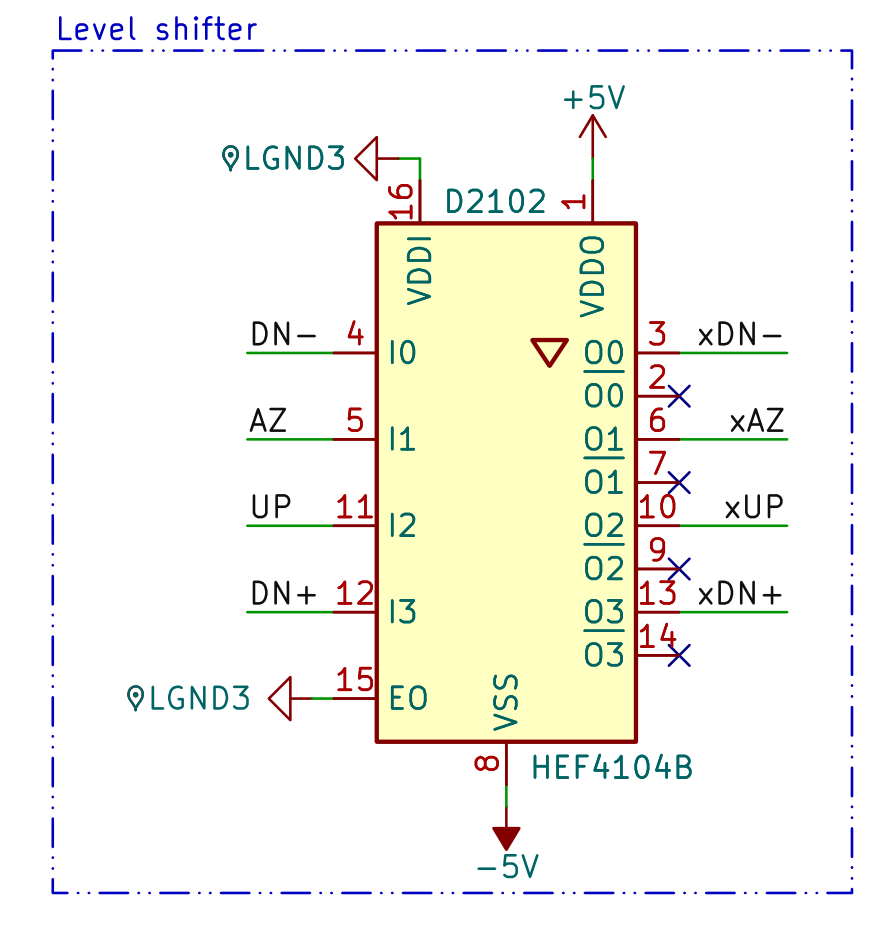 Level shifter
+5V
LGND3
16
D2102
1
VDDI
VDDO
DN-
4
I0
O0
3
xDN-
O0
2
AZ
5
I1
O1
6
xAZ
O1
7
UP
11
I2
O2
10
xUP
O2
9
DN+
12
I3
O3
13
xDN+
O3
14
LGND3
15
EO
VSS
8
HEF4104B
-5V